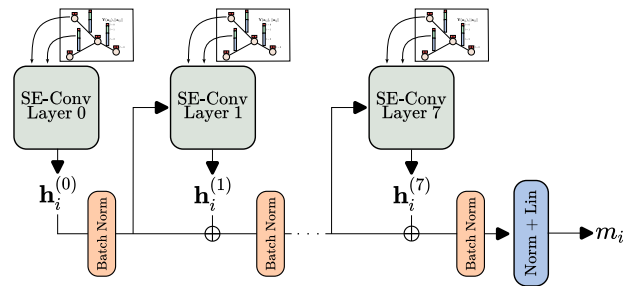 SE-Conv
Layer 0
SE-Conv
Layer 1
SE-Conv
Layer 7
h_i^{(0)}
h_i^{(1)}
h_i^{(7)}
Batch Norm
Batch Norm
. . . . .
Batch Norm
Norm + Lin
m_i